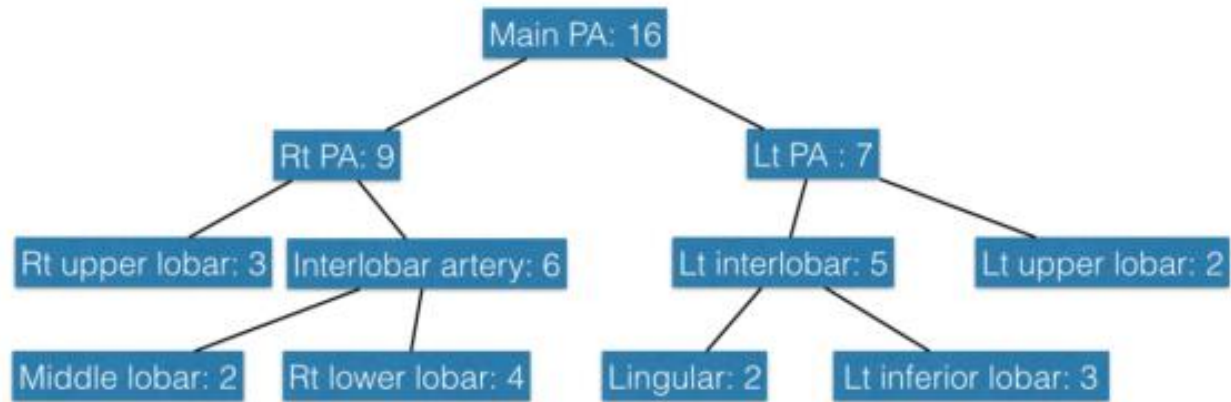 Main PA: 16
Rt PA: 9
Lt PA : 7
Rt upper lobar: 3
Interlobar artery: 6
Lt interlobar: 5
Lt upper lobar: 2
Middle lobar: 2
Rt lower lobar: 4
Lingular: 2
Lt inferior lobar: 3